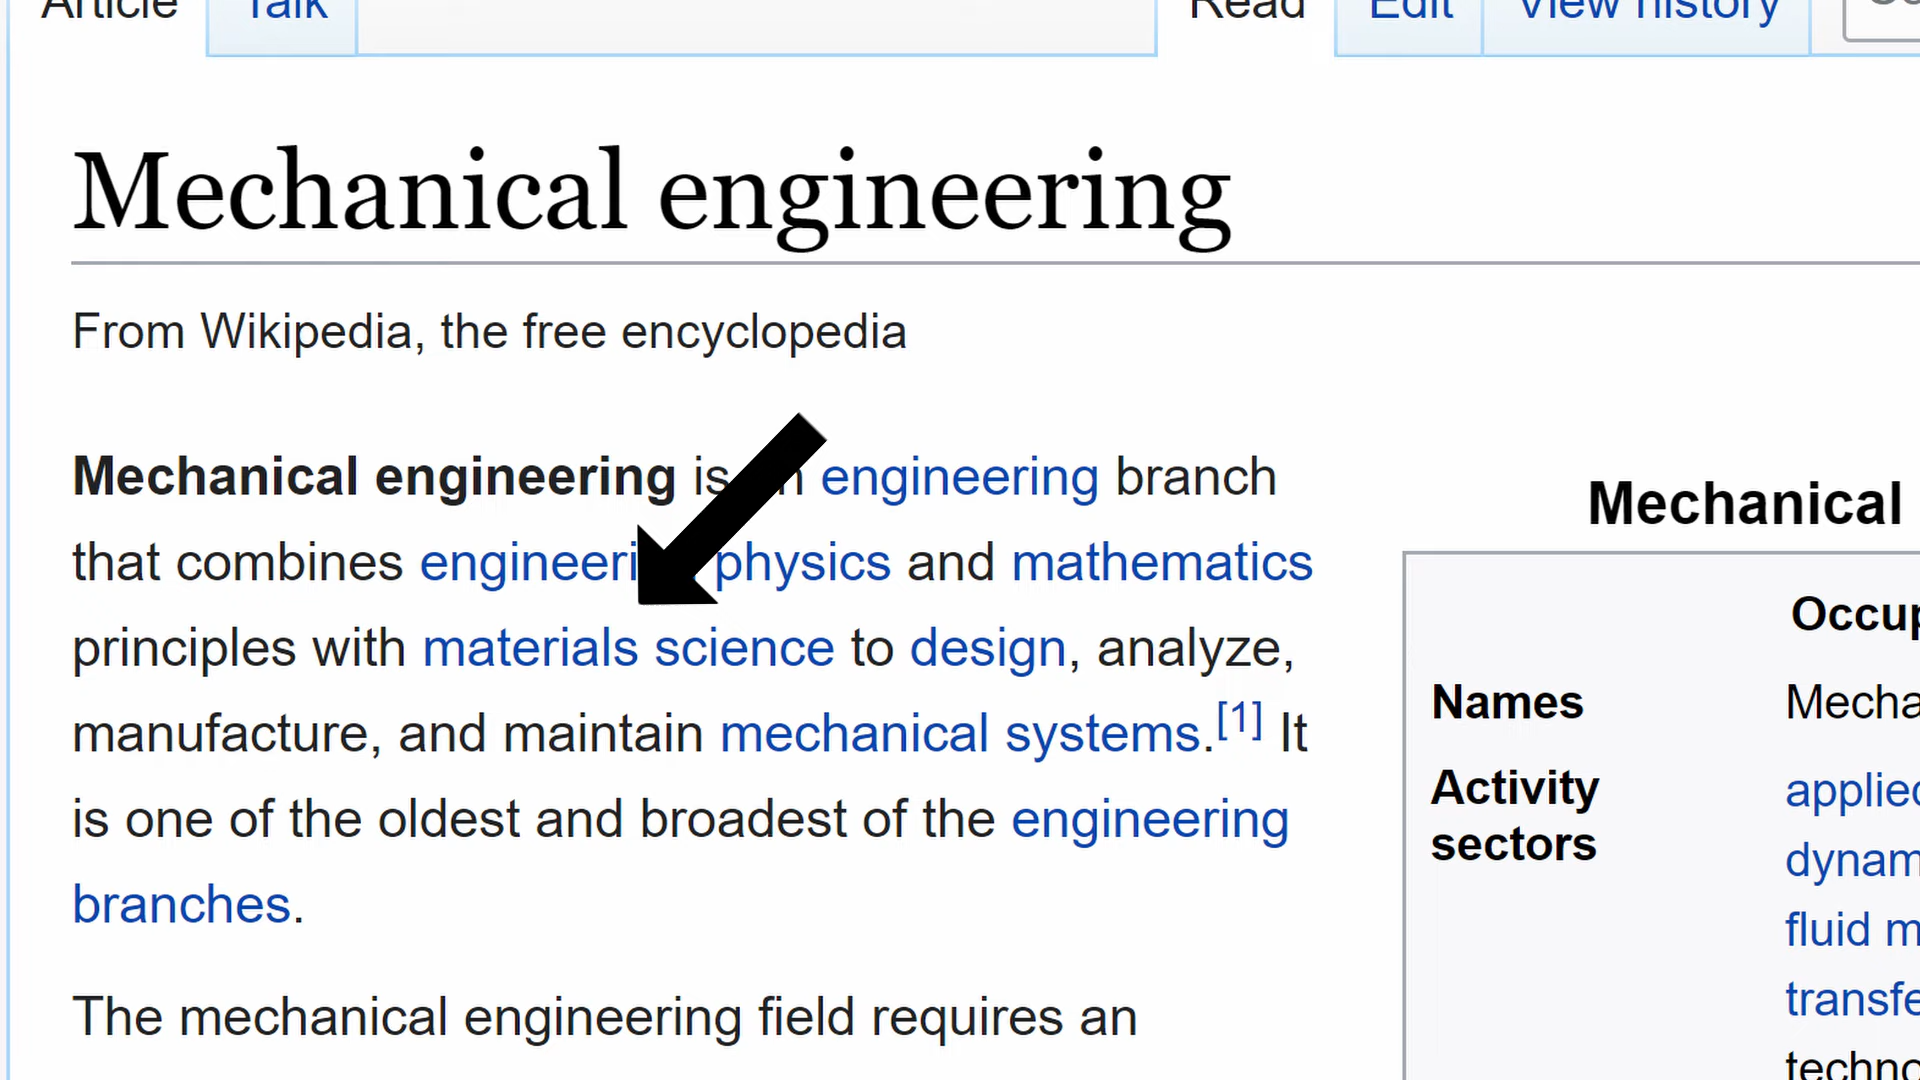 Article Talk Read Edit View history
Mechanical engineering
From Wikipedia, the free encyclopedia
Mechanical engineering is engineering branch
that combines physics and mathematics
principles with materials science to design, analyze,
manufacture, and maintain mechanical systems.[1] It
is one of the oldest and broadest of the engineering
branches.
The mechanical engineering field requires an
Mechanical
Names
Activity
sectors
fluid